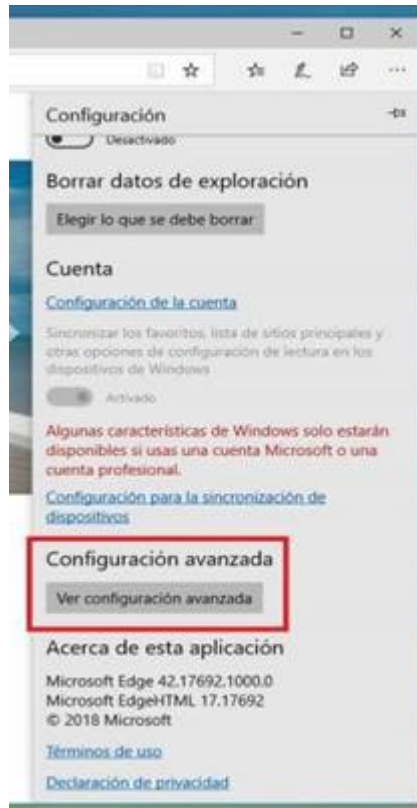 Configuración
Desactivado
Borrar datos de exploración
Elegir lo que se debe borrar
Cuenta
Configuración de la cuenta
Sincronizar los favoritos, lista de sitios principales y
otras opciones de configuración de lectura en los
dispositivos de Windows
Activado
Algunas características de Windows solo estarán
disponibles si usas una cuenta Microsoft o una
cuenta profesional.
Configuración para la sincronización de
dispositivos
Configuración avanzada
Ver configuración avanzada
Acerca de esta aplicación
Microsoft Edge 42.17692.1000.0
Microsoft EdgeHTML 17.17692
© 2018 Microsoft
Términos de uso
Declaración de privacidad